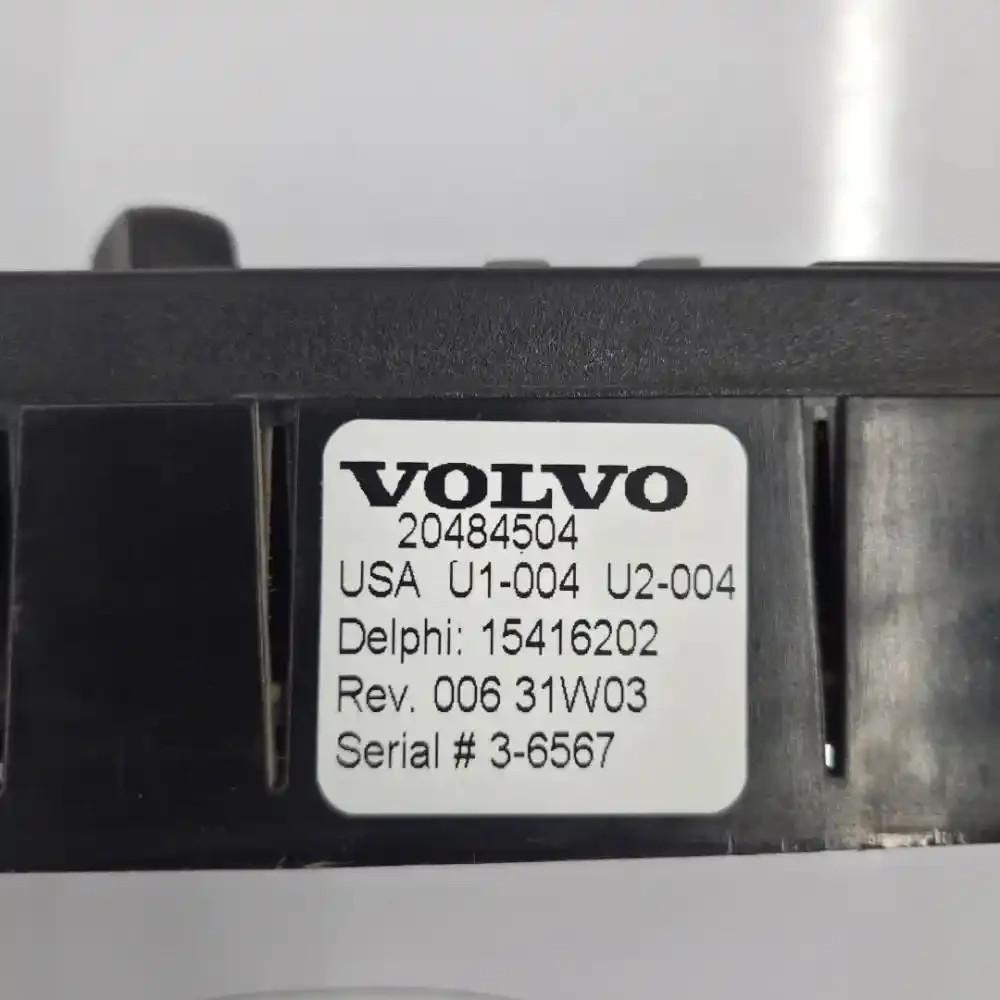 VOLVO
20484504
USA U1-004 U2-004
Delphi: 15416202
Rev. 006 31W03
Serial # 3-6567